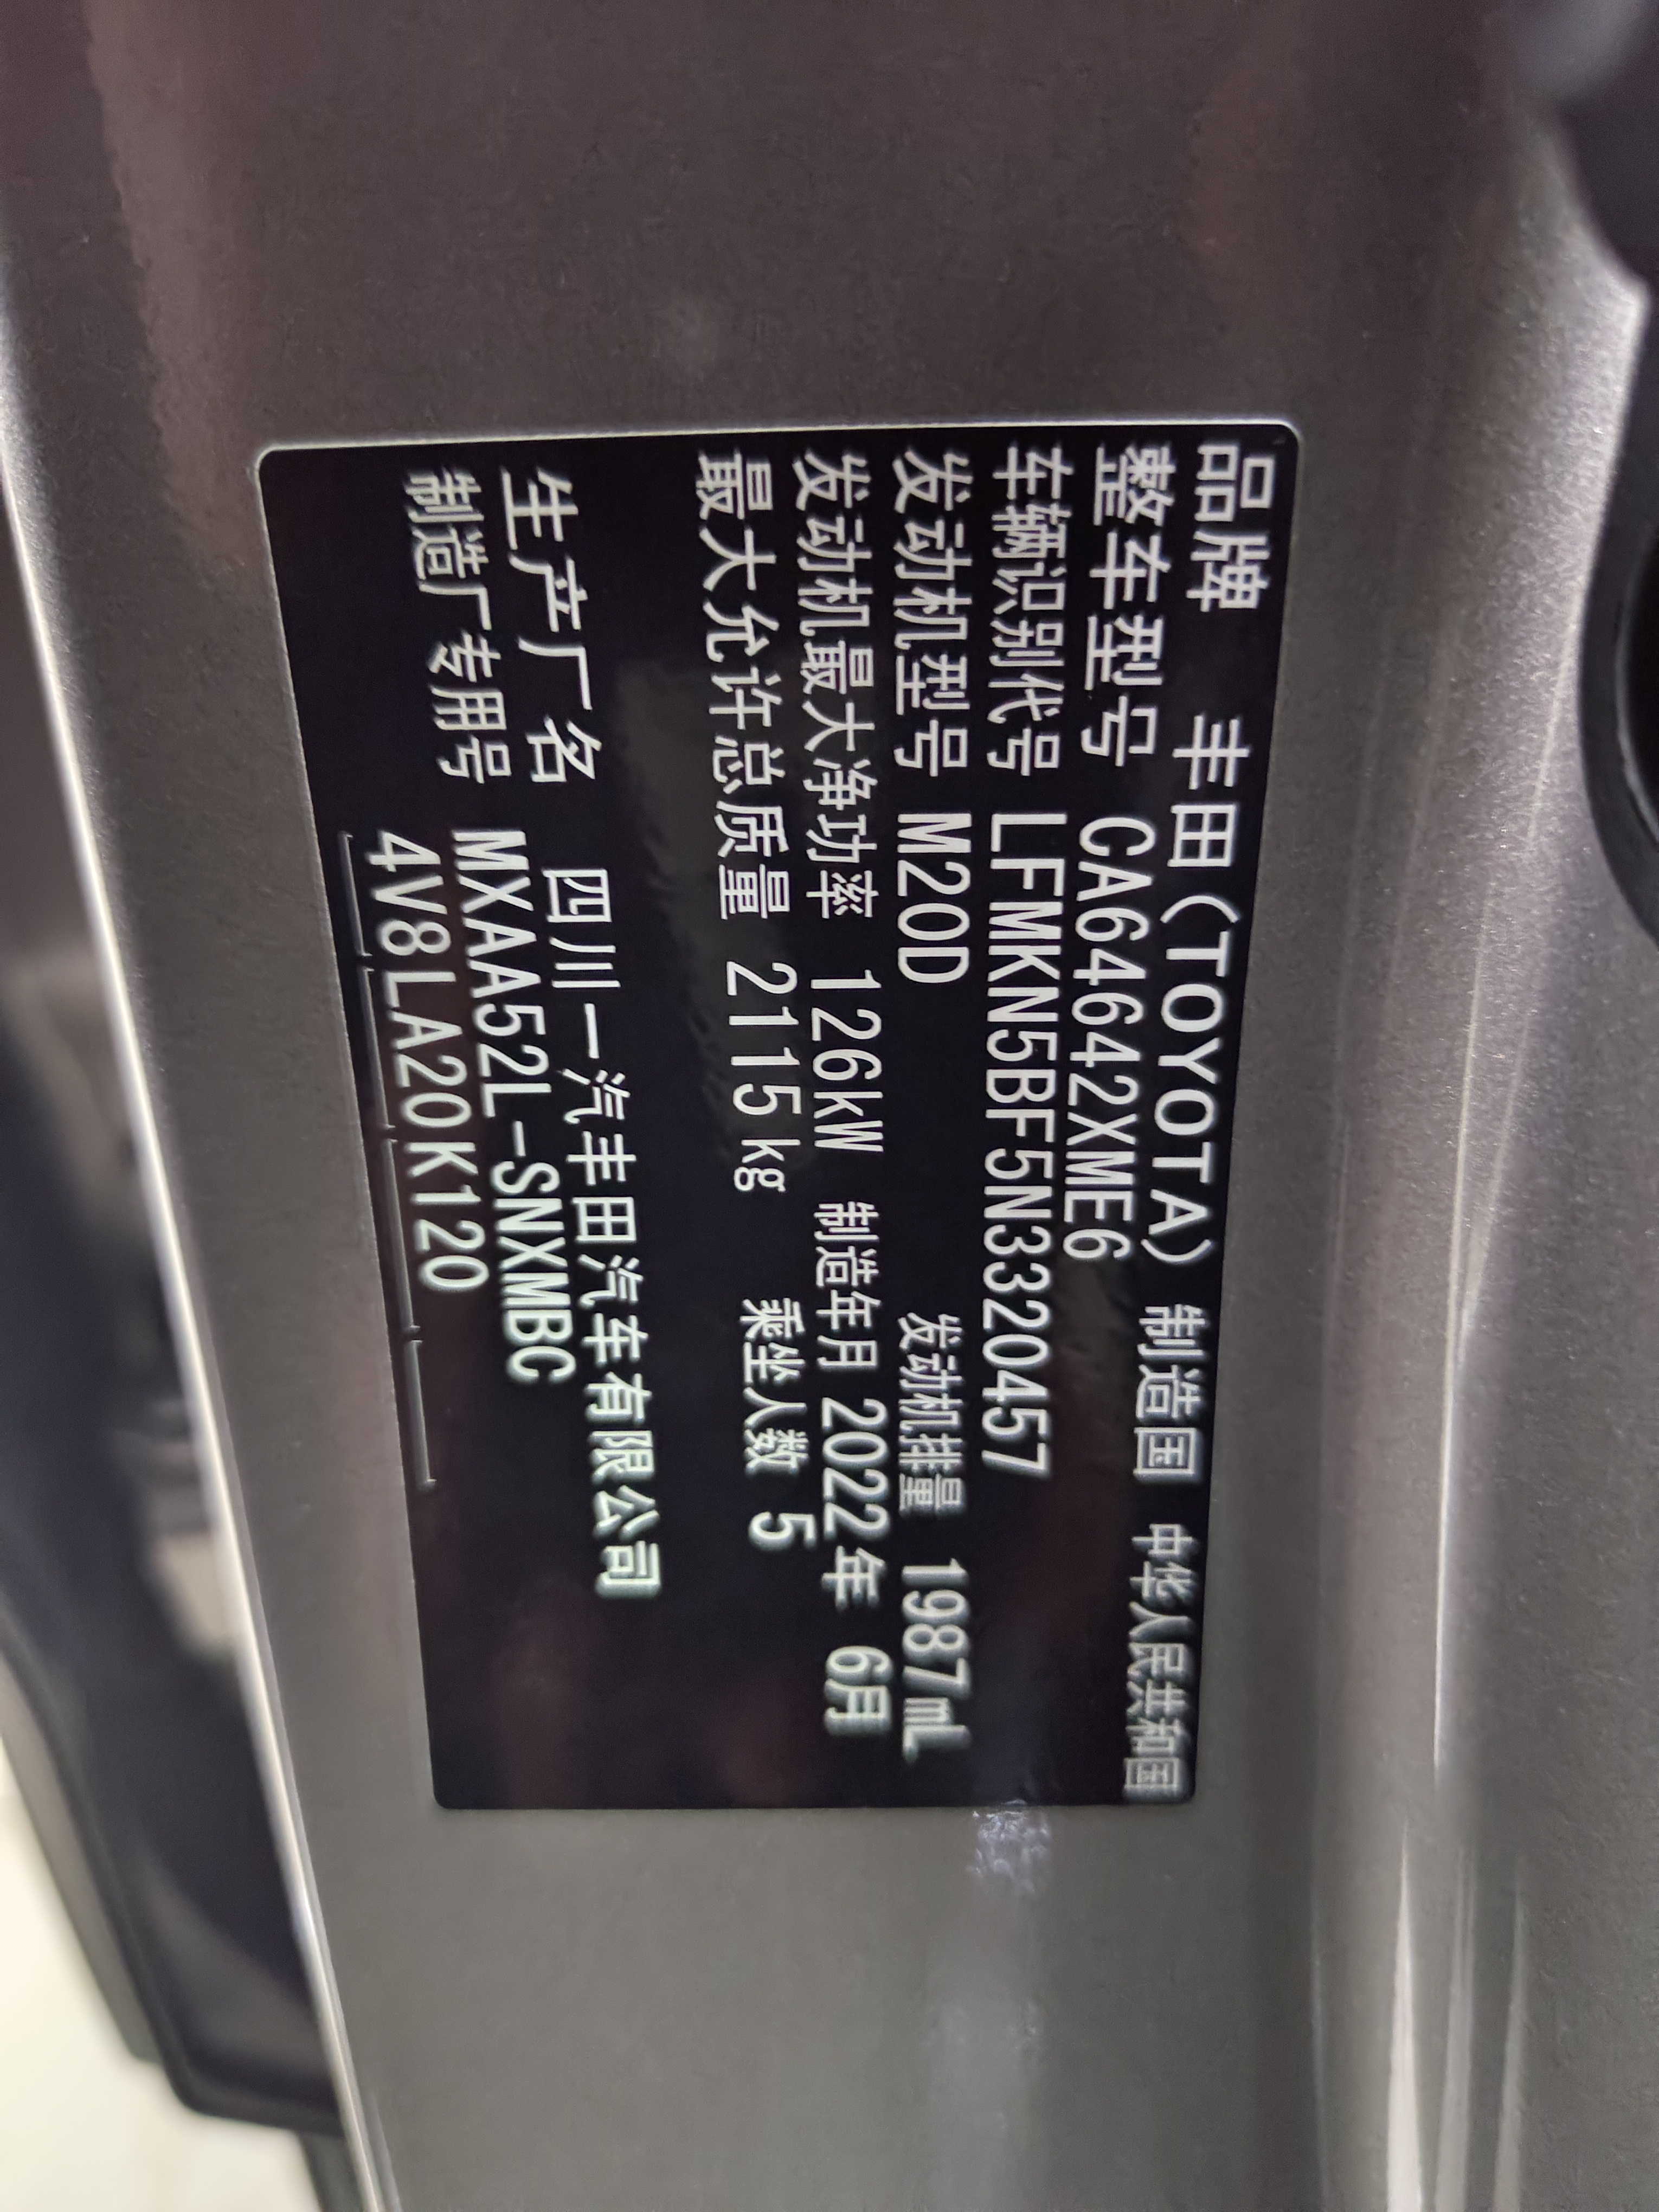 品牌 丰田(TOYOTA) 制造国 中华人民共和国
整车型号 CA64642XME6
车辆识别代号 LFMKN5BF5N3320457
发动机型号 M20D 发动机排量 1987mL
发动机最大净功率 126kW 制造年月 2022年 6月
最大允许总质量 2115kg 乘坐人数 5
生产厂名 四川一汽丰田汽车有限公司
制造厂专用号 MXAA52L-SNXMBC
4V8LA20K120